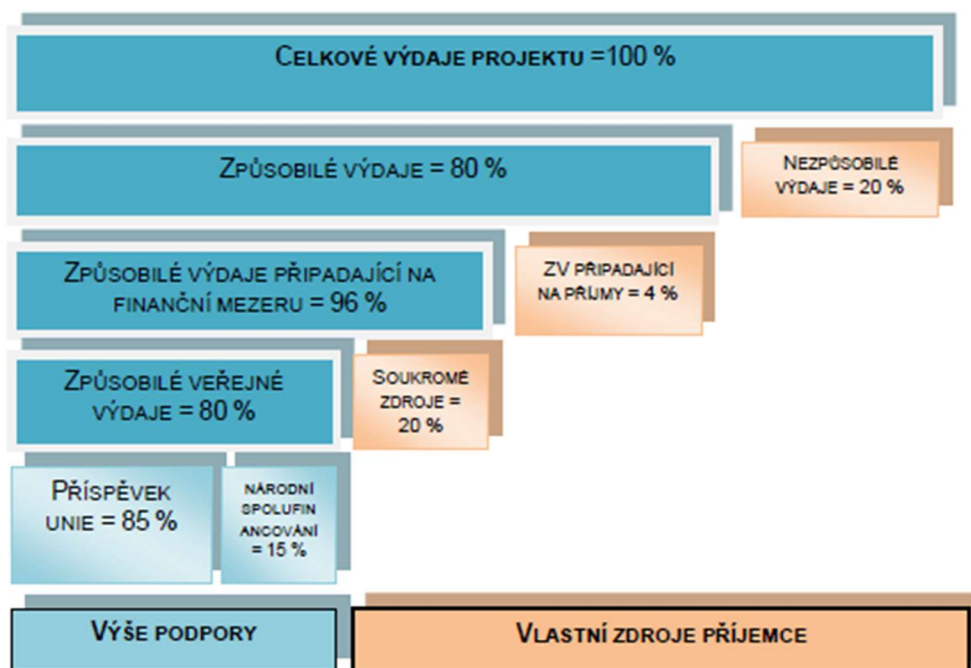 CELKOVÉ VÝDAJE PROJEKTU =100 %
ZPŮSOBILÉ VÝDAJE = 80 %
NEZPŮSOBILÉ
VÝDAJE = 20 %
ZPŮSOBILÉ VÝDAJE PŘIPADAJÍCÍ NA
FINANČNÍ MEZERU = 96 %
ZV PŘIPADAJÍCÍ
NA PŘÍJMY = 4 %
ZPŮSOBILÉ VEŘEJNÉ
VÝDAJE = 80 %
SOUKROMÉ
ZDROJE =
20 %
PŘÍSPĚVEK
UNIE = 85 %
NÁRODNÍ
SPOLUFIN
ANCOVÁNÍ
= 15 %
VÝŠE PODPORY
VLASTNÍ ZDROJE PŘÍJEMCE